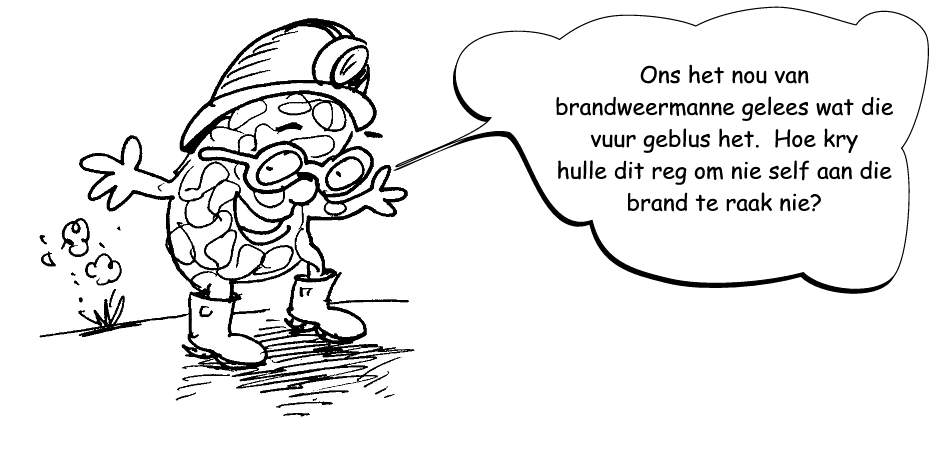 Ons het nou van
brandweermanne gelees wat die
vuur geblus het.  Hoe kry
hulle dit reg om nie self aan die
brand te raak nie?